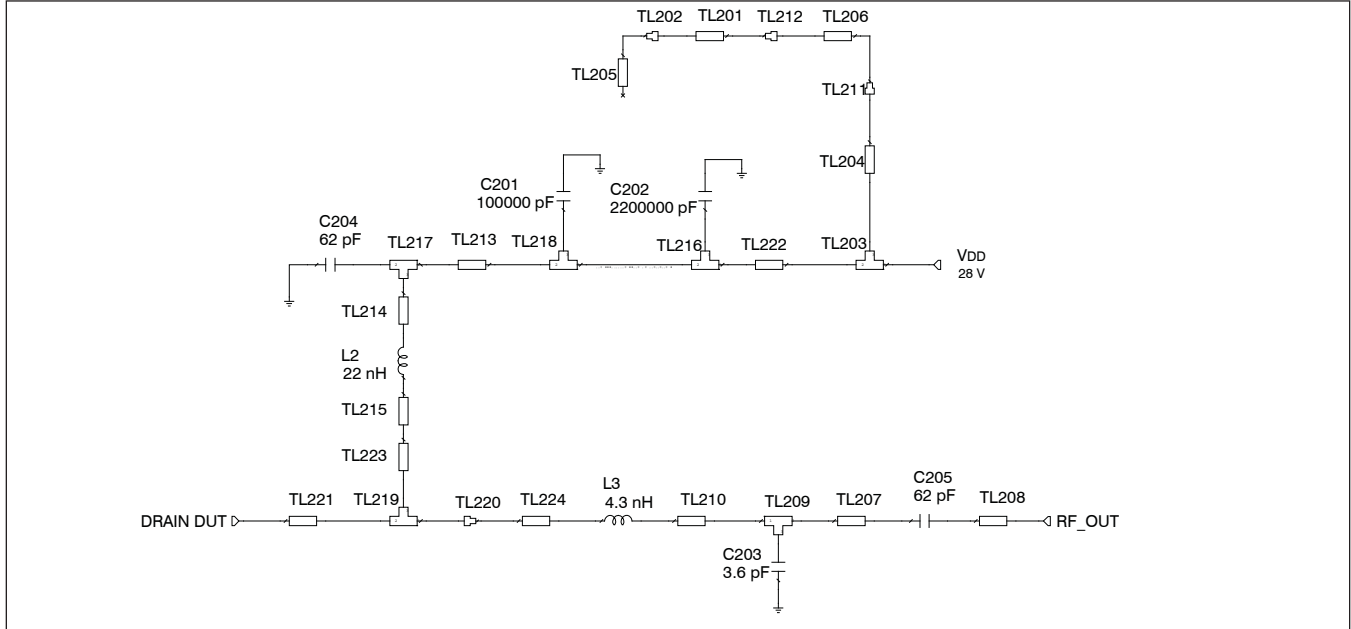 TL202 TL201 TL212 TL206
TL205
TL211
TL204
C201
100000 pF
C202
2200000 pF
C204
62 pF
TL217 TL213 TL218 TL216 TL222 TL203
VDD
28 V
TL214
L2
22 nH
TL215
TL223
DRAIN DUT TL221 TL219 TL220 TL224
L3
4.3 nH
TL210 TL209 TL207
C205
62 pF
TL208
RF_OUT
C203
3.6 pF